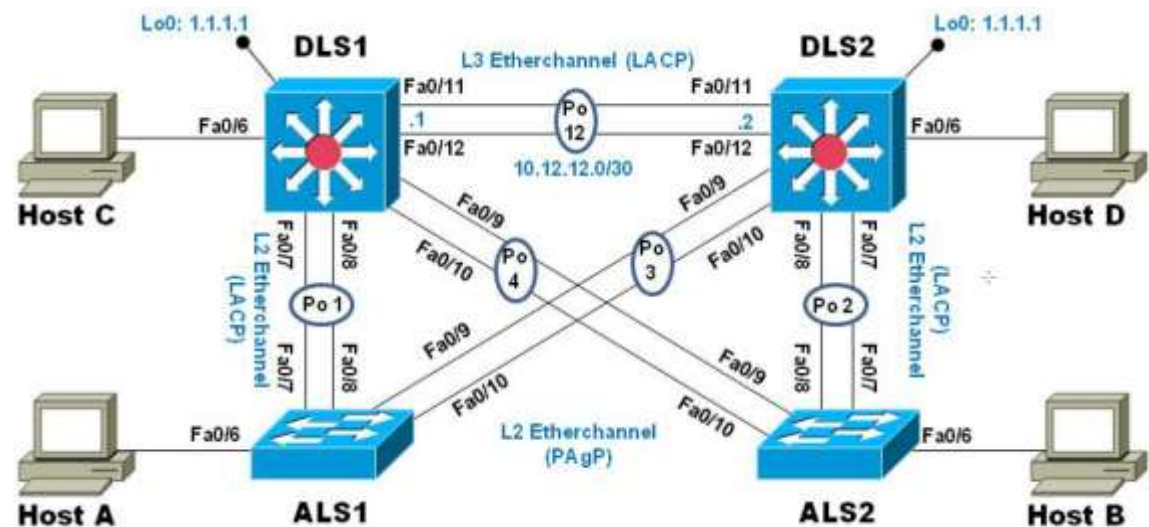 Lo0: 1.1.1.1
Lo0: 1.1.1.1
DLS1
DLS2
L3 Etherchannel (LACP)
Fa0/11
Fa0/11
Fa0/6
.1
Po
12
.2
Fa0/6
Fa0/12
Fa0/12
10.12.12.0/30
Host C
Host D
Fa0/7
Fa0/8
Fa0/9
Fa0/10
Fa0/9
Fa0/10
Fa0/8
Fa0/7
L2 Etherchannel
(LACP)
Po
4
Po
3
L2 Etherchannel
(LACP)
Po 1
Po 2
Fa0/7
Fa0/8
Fa0/9
Fa0/10
Fa0/9
Fa0/10
Fa0/8
Fa0/7
Fa0/6
L2 Etherchannel
(PAgP)
Fa0/6
Host A
ALS1
ALS2
Host B